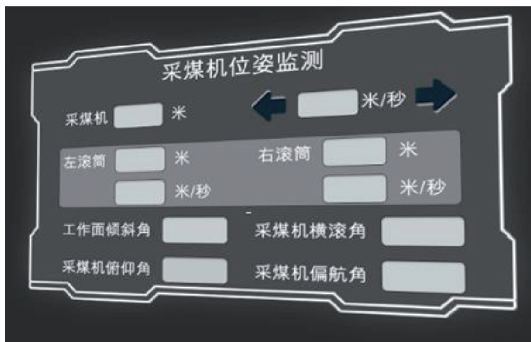 采煤机位姿监测
采煤机 米 米/秒
左滚筒 米 右滚筒 米
米/秒 米/秒
工作面倾斜角 采煤机横滚角
采煤机俯仰角 采煤机偏航角